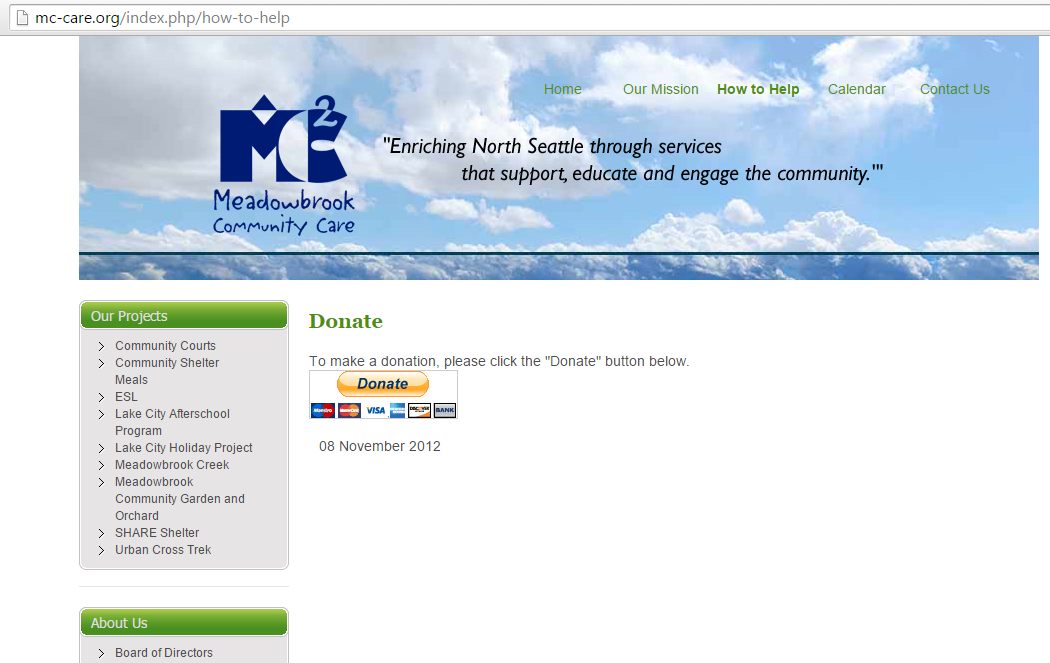 mc-care.org/index.php/how-to-help
Home Our Mission How to Help Calendar Contact Us
MC2
Meadowbrook
Community Care
"Enriching North Seattle through services
that support, educate and engage the community.'"
Our Projects
Community Courts
Community Shelter
Meals
ESL
Lake City Afterschool
Program
Lake City Holiday Project
Meadowbrook Creek
Meadowbrook
Community Garden and
Orchard
SHARE Shelter
Urban Cross Trek
About Us
Board of Directors
Donate
To make a donation, please click the "Donate" button below.
Donate
Maestro MasterCard VISA DISCOVER BANK
08 November 2012